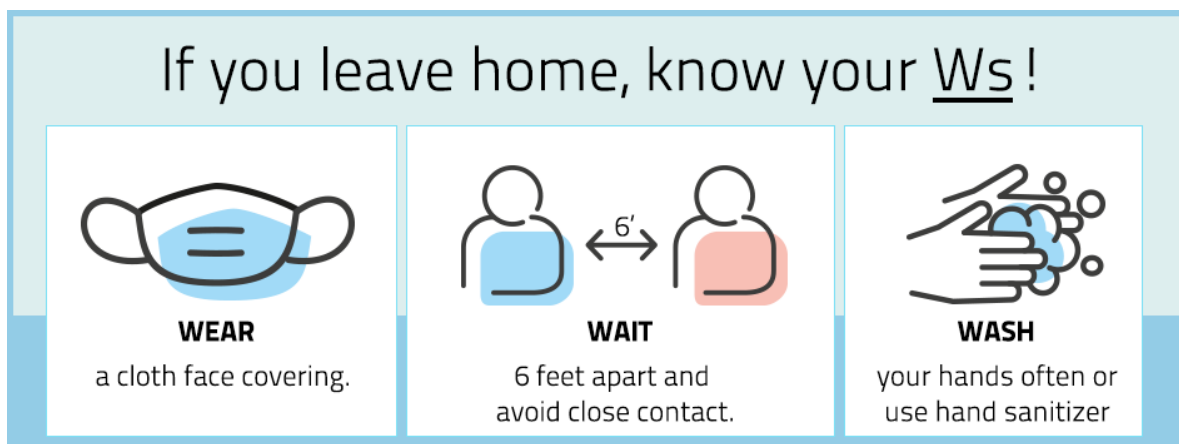 If you leave home, know your Ws!
WEAR
a cloth face covering.
6′
WAIT
6 feet apart and
avoid close contact.
WASH
your hands often or
use hand sanitizer